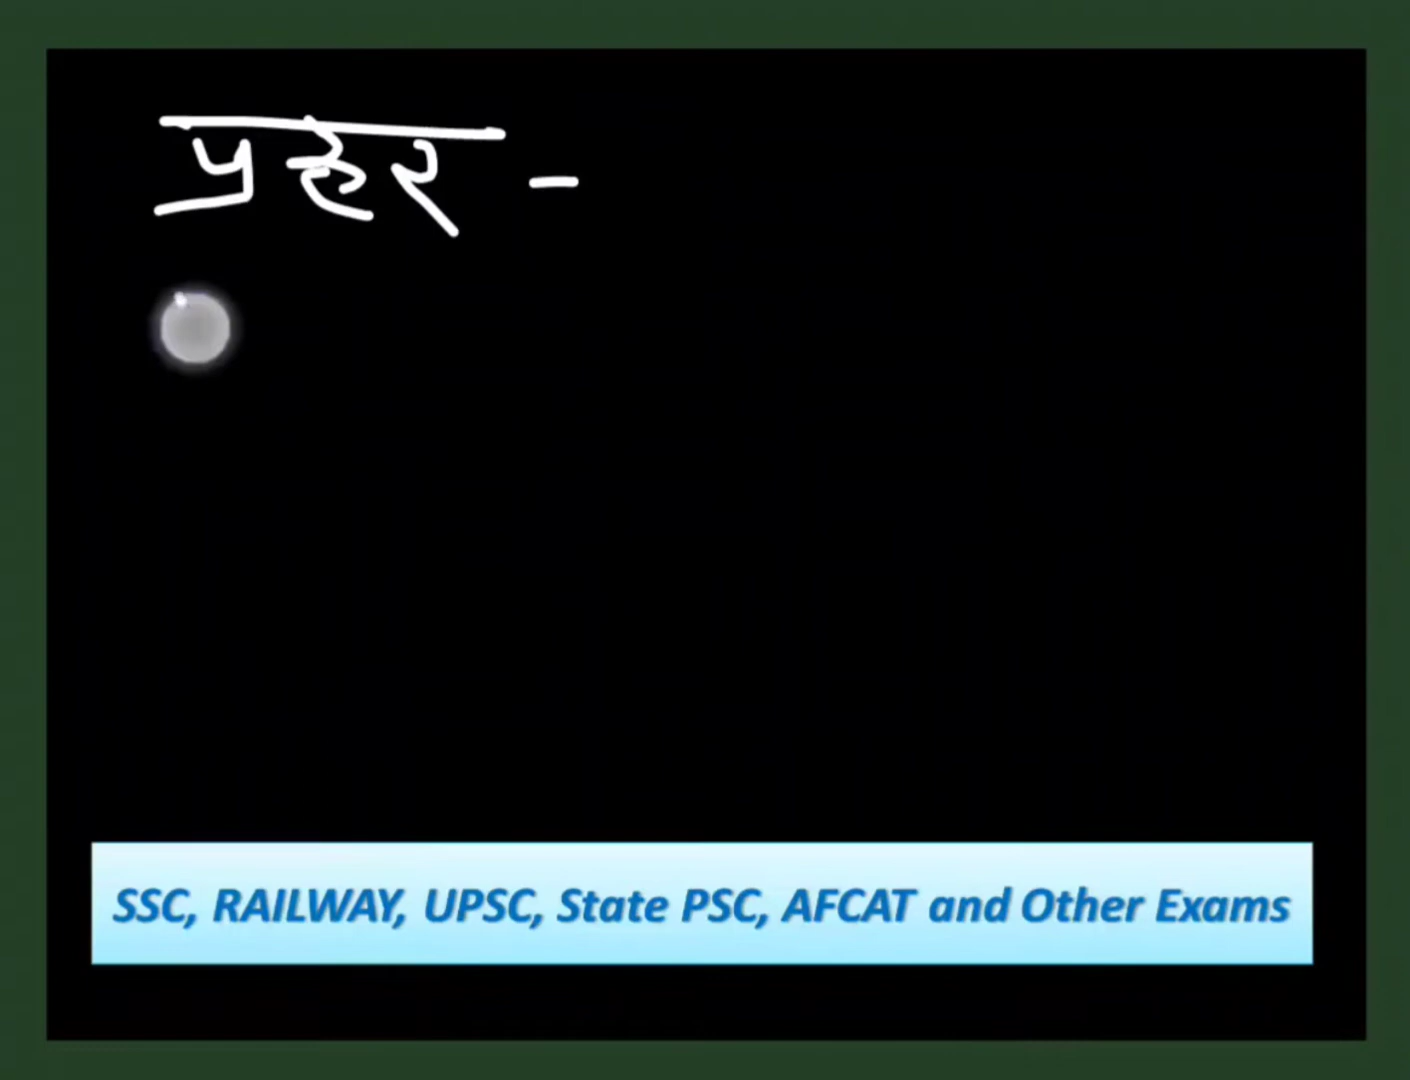 प्रहर -
SSC, RAILWAY, UPSC, State PSC, AFCAT and Other Exams